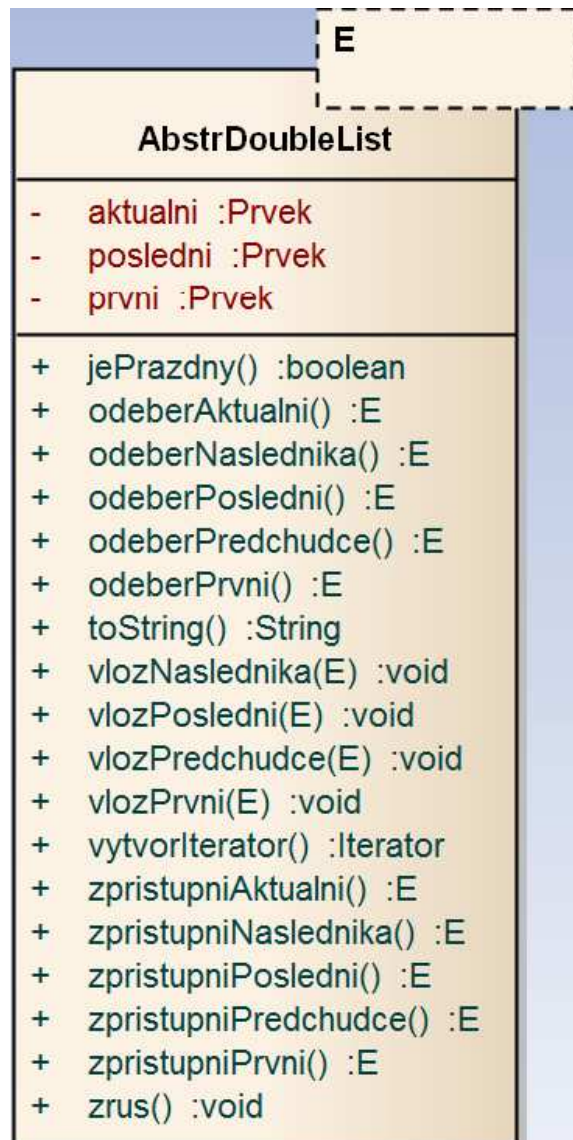 E
AbstrDoubleList
- aktualni :Prvek
- posledni :Prvek
- prvni :Prvek
+ jePrazdny() :boolean
+ odeberAktualni() :E
+ odeberNaslednika() :E
+ odeberPosledni() :E
+ odeberPredchudce() :E
+ odeberPrvni() :E
+ toString() :String
+ vlozNaslednika(E) :void
+ vlozPosledni(E) :void
+ vlozPredchudce(E) :void
+ vlozPrvni(E) :void
+ vytvorIterator() :Iterator
+ zpristupniAktualni() :E
+ zpristupniNaslednika() :E
+ zpristupniPosledni() :E
+ zpristupniPredchudce() :E
+ zpristupniPrvni() :E
+ zrus() :void